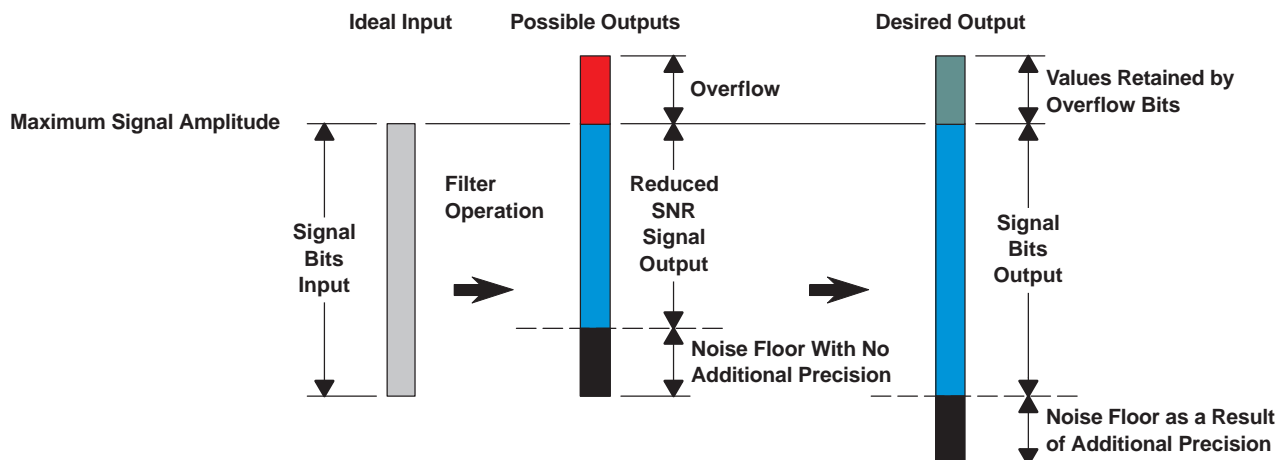 Ideal Input
Possible Outputs
Desired Output
Overflow
Values Retained by
Overflow Bits
Maximum Signal Amplitude
Filter
Operation
Reduced
SNR
Signal
Output
Signal
Bits
Input
Signal
Bits
Output
Noise Floor With No
Additional Precision
Noise Floor as a Result
of Additional Precision